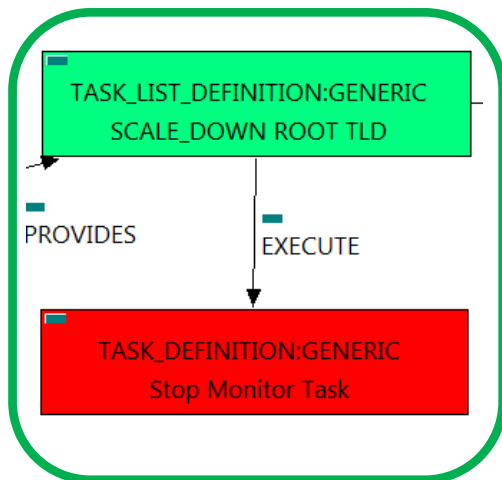 TASK_LIST_DEFINITION:GENERIC
SCALE_DOWN ROOT TLD
PROVIDES
EXECUTE
TASK_DEFINITION:GENERIC
Stop Monitor Task